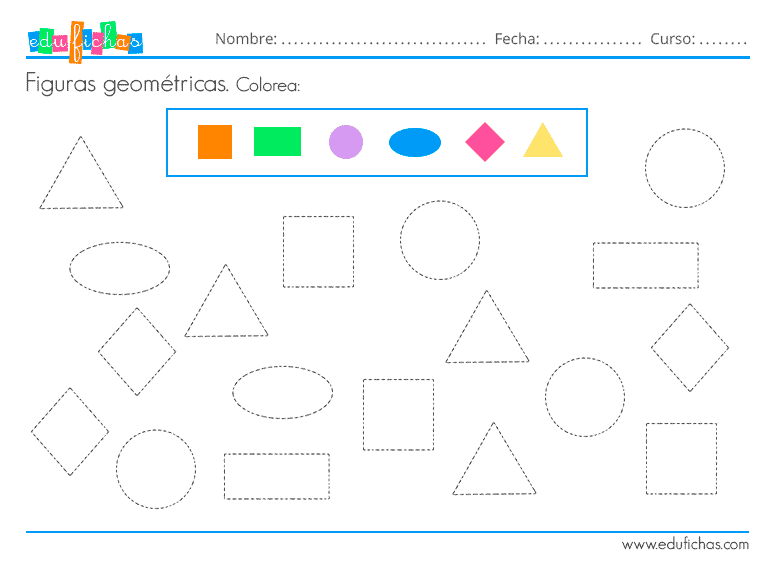 edufichas
Nombre: ................................ Fecha: ................ Curso: ........
Figuras geométricas. Colorea:
www.edufichas.com